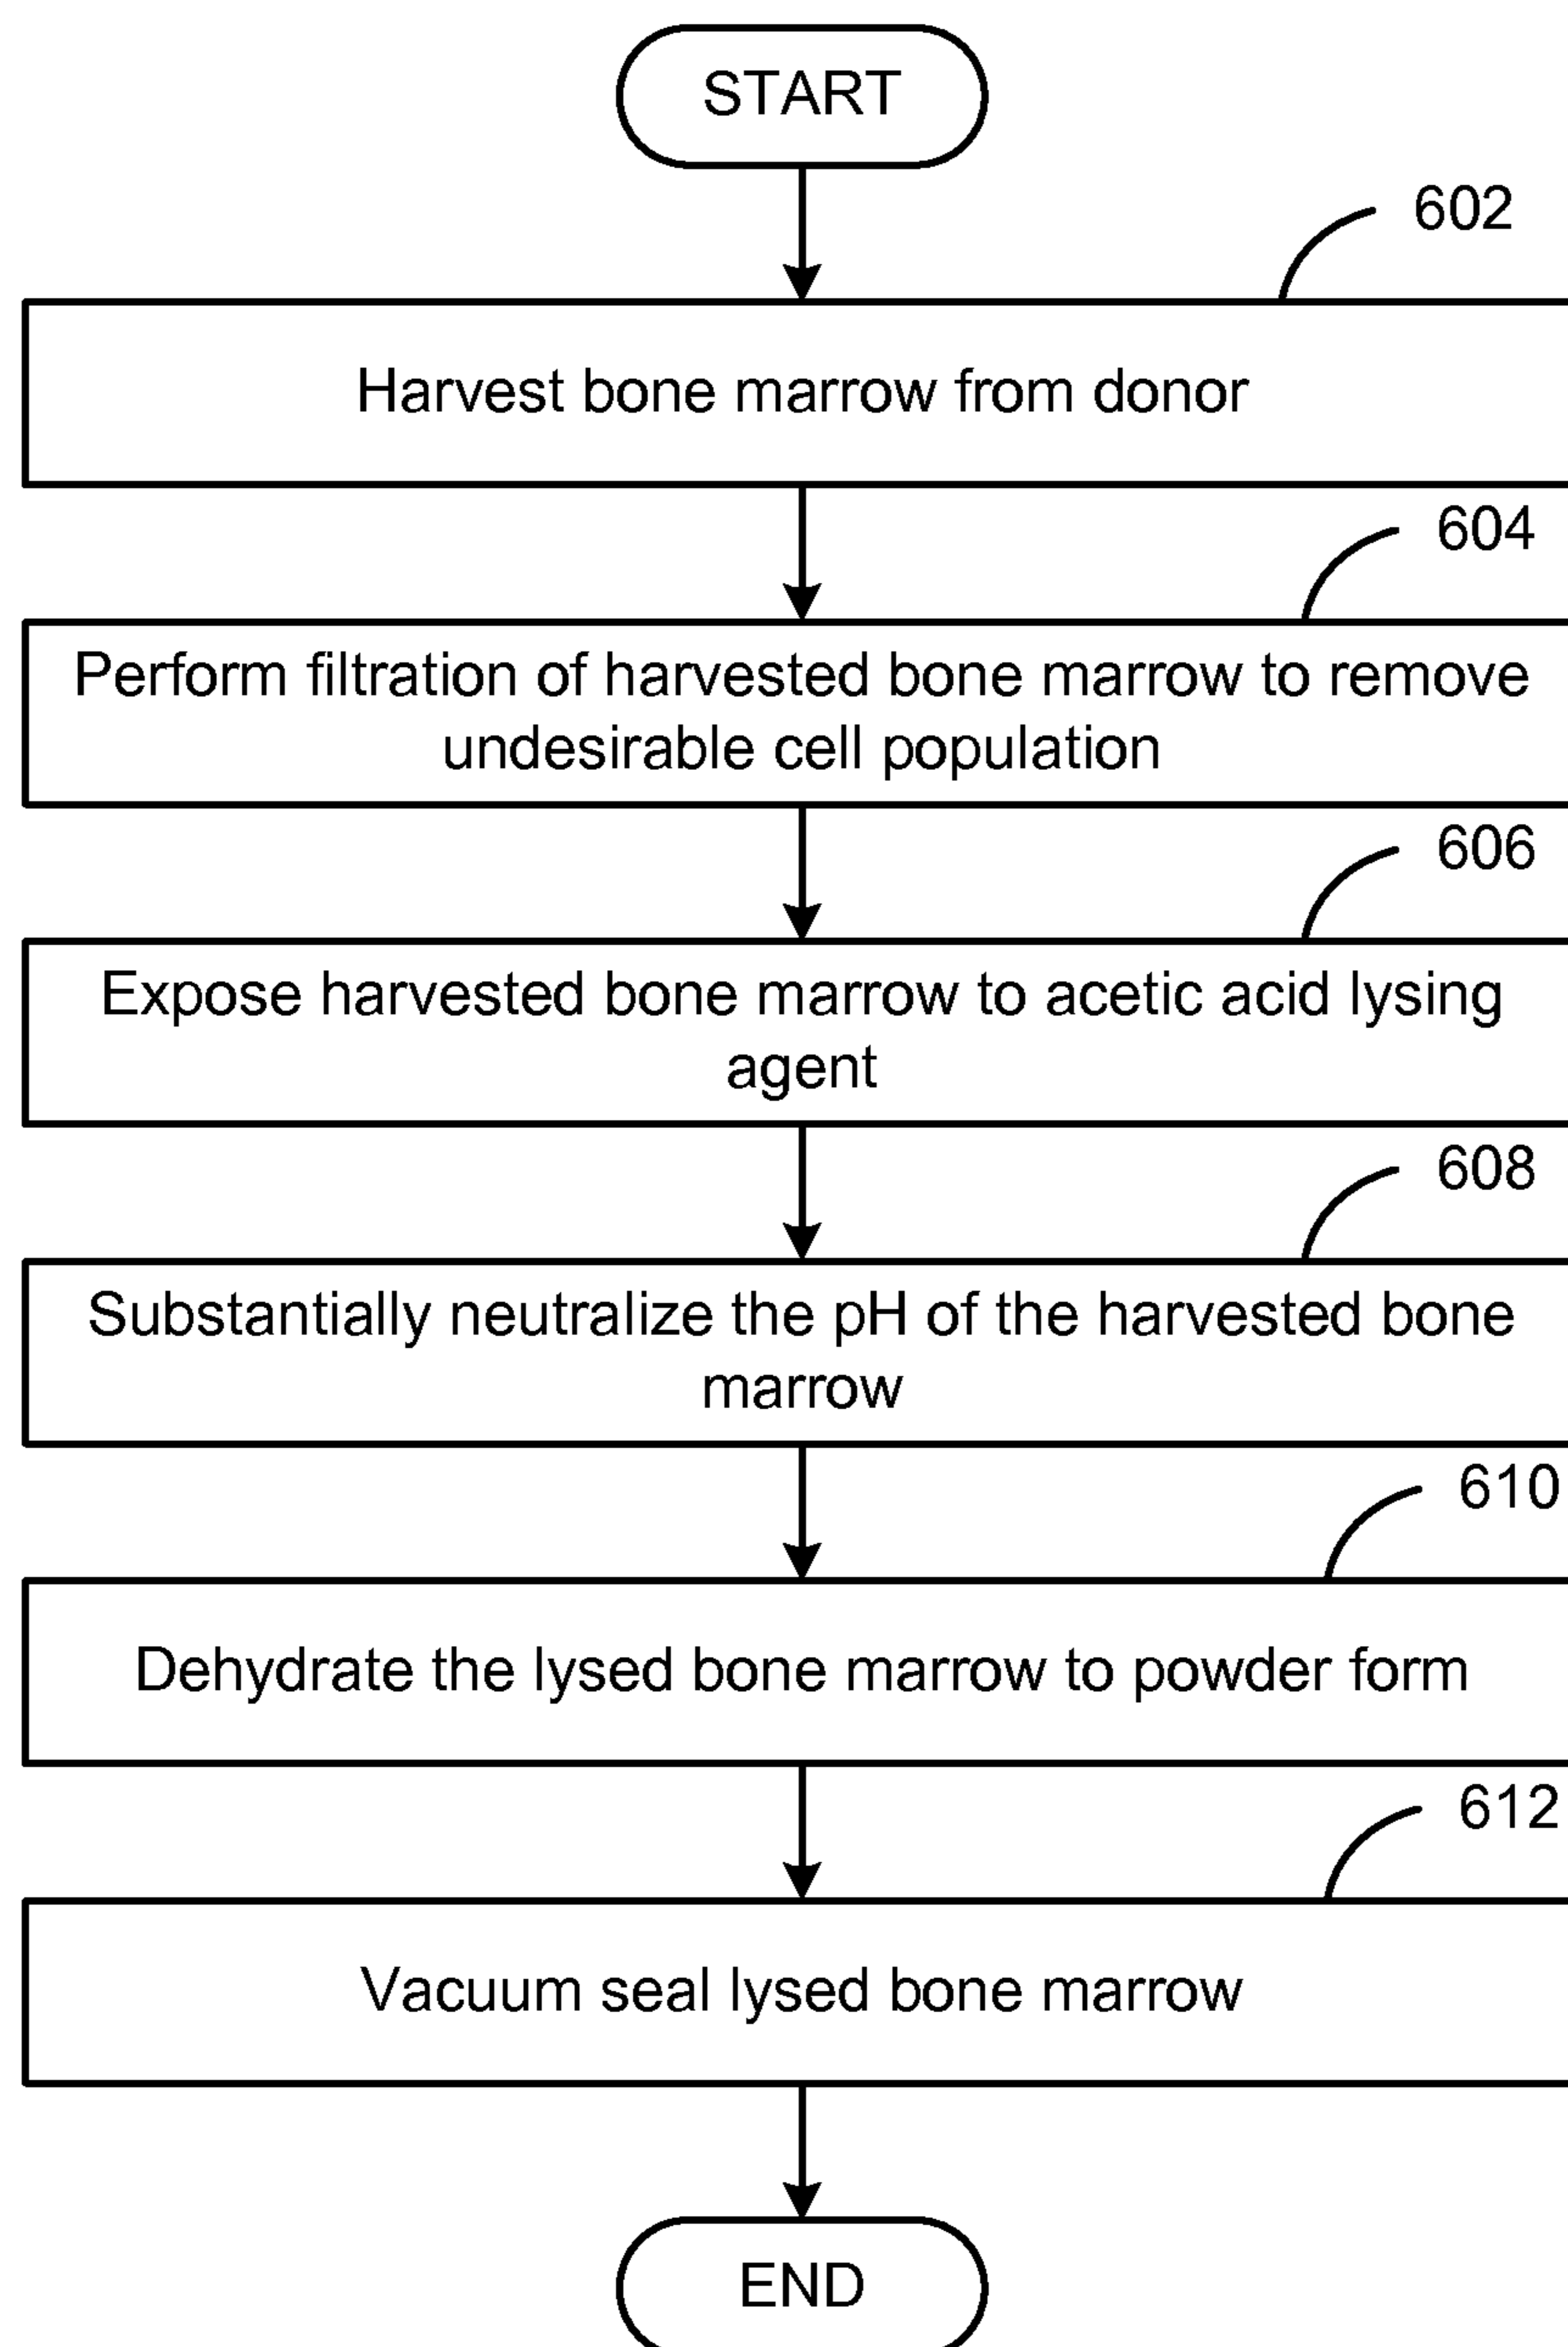 START
602
Harvest bone marrow from donor
604
Perform filtration of harvested bone marrow to remove
undesirable cell population
606
Expose harvested bone marrow to acetic acid lysing
agent
608
Substantially neutralize the pH of the harvested bone
marrow
610
Dehydrate the lysed bone marrow to powder form
612
Vacuum seal lysed bone marrow
END